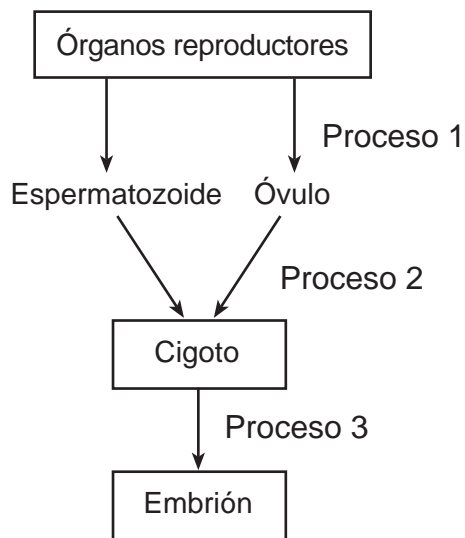 Órganos reproductores
Proceso 1
Espermatozoide
Óvulo
Proceso 2
Cigoto
Proceso 3
Embrión